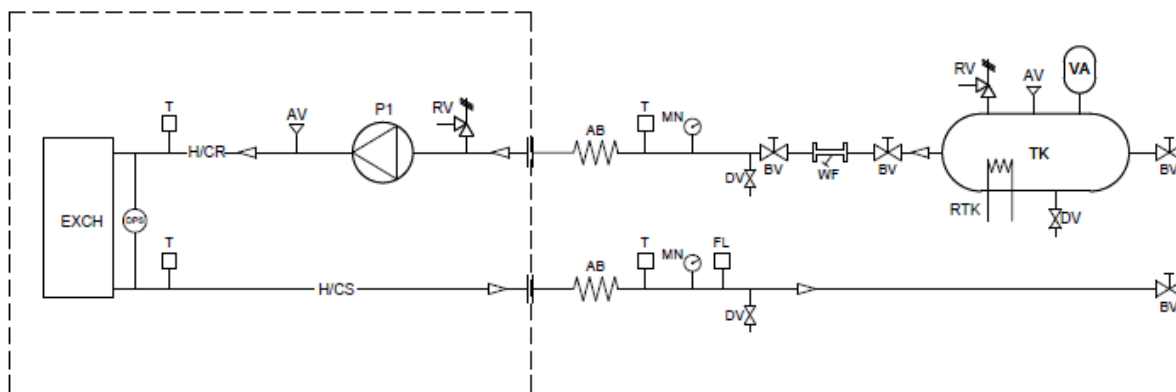 VA
RV
AV
T
AV
P1
RV
AB
T
MN
H/CR
BV
WF
BV
TK
BV
DV
RTK
DV
EXCH
DPS
T
AB
T
MN
FL
H/CS
DV
BV